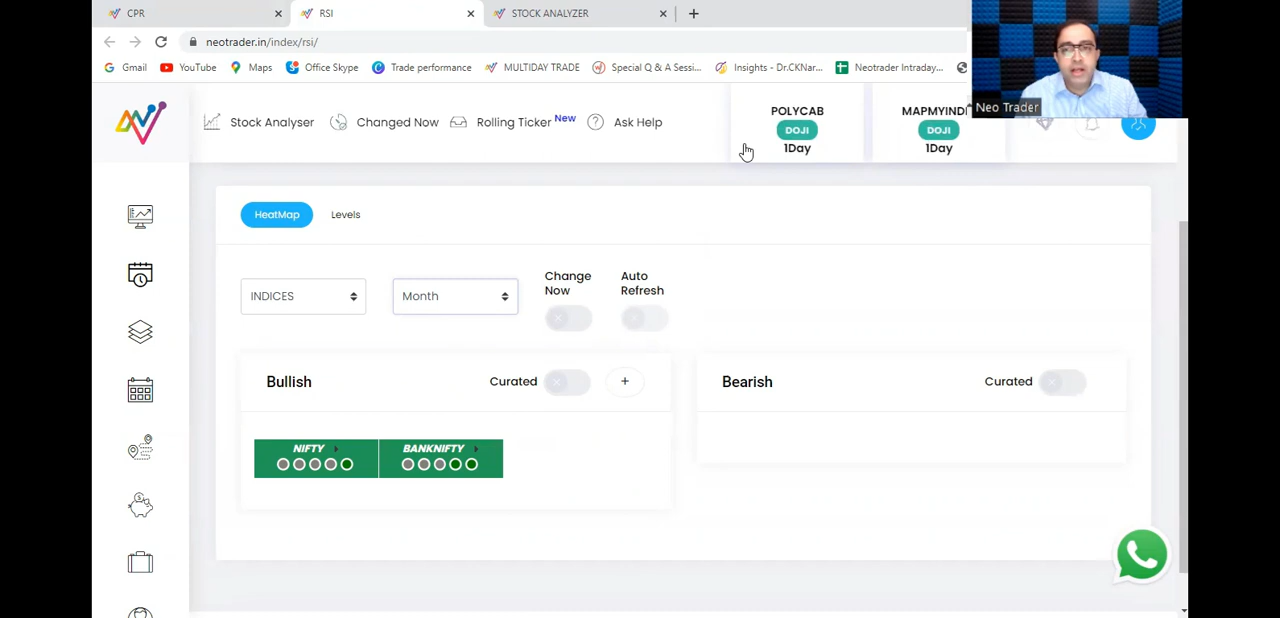 CPR
RSI
STOCK ANALYZER
neotrader.in/index/rsi/
Gmail
YouTube
Maps
Office Skype
Trade performance...
MULTIDAY TRADE
Special Q & A Sessi...
Insights - Dr.CKNar...
Neotrader Intraday...
Neo Trader
Stock Analyser
Changed Now
Rolling Ticker New
Ask Help
POLYCAB
DOJI
1Day
MAPMYINDI
DOJI
1Day
HeatMap
Levels
INDICES
Month
Change
Now
Auto
Refresh
Bullish
Curated
+
Bearish
Curated
NIFTY
BANKNIFTY